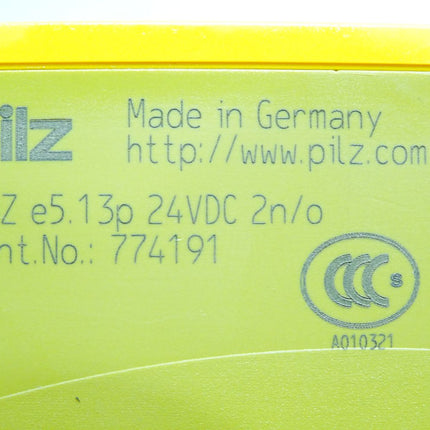 ilz
Made in Germany
http://www.pilz.com
Z e5.13p 24VDC 2n/o
nt.No.: 774191
CCC S
A010321